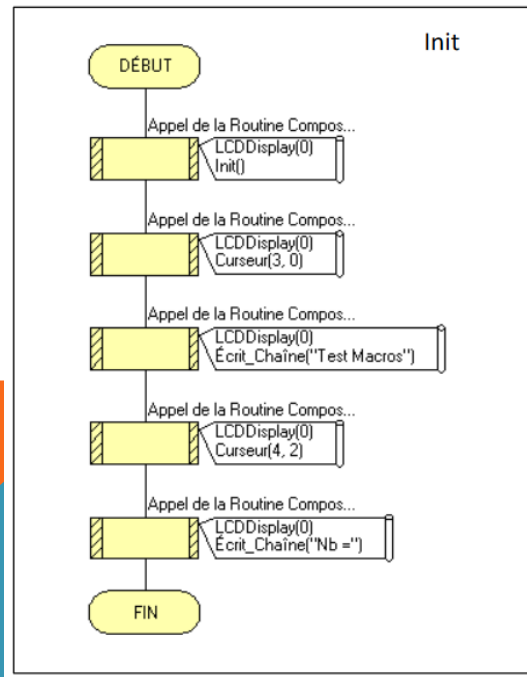 Init
DÉBUT
Appel de la Routine Compos...
LCDDisplay(0)
Init()
Appel de la Routine Compos...
LCDDisplay(0)
Curseur(3, 0)
Appel de la Routine Compos...
LCDDisplay(0)
Écrit_Chaîne("Test Macros")
Appel de la Routine Compos...
LCDDisplay(0)
Curseur(4, 2)
Appel de la Routine Compos...
LCDDisplay(0)
Écrit_Chaîne("Nb =")
FIN